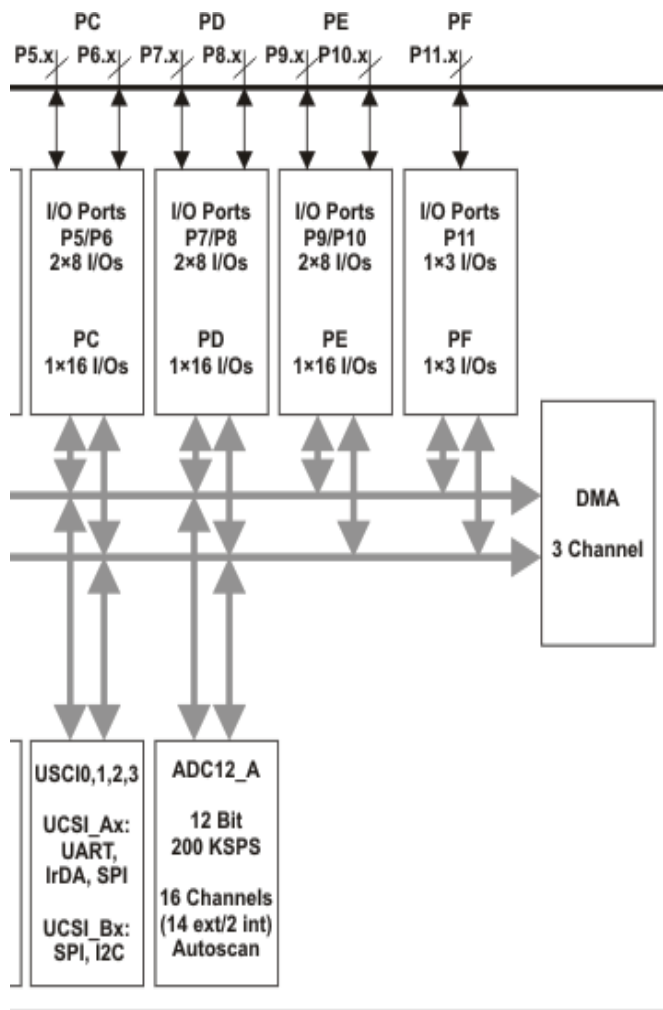 PC PD PE PF
P5.x P6.x P7.x P8.x P9.x P10.x P11.x
I/O Ports
P5/P6
2×8 I/Os
PC
1×16 I/Os
I/O Ports
P7/P8
2×8 I/Os
PD
1×16 I/Os
I/O Ports
P9/P10
2×8 I/Os
PE
1×16 I/Os
I/O Ports
P11
1×3 I/Os
PF
1×3 I/Os
DMA
3 Channel
USCI0,1,2,3
UCSI_Ax:
UART,
IrDA, SPI
UCSI_Bx:
SPI, I2C
ADC12_A
12 Bit
200 KSPS
16 Channels
(14 ext/2 int)
Autoscan